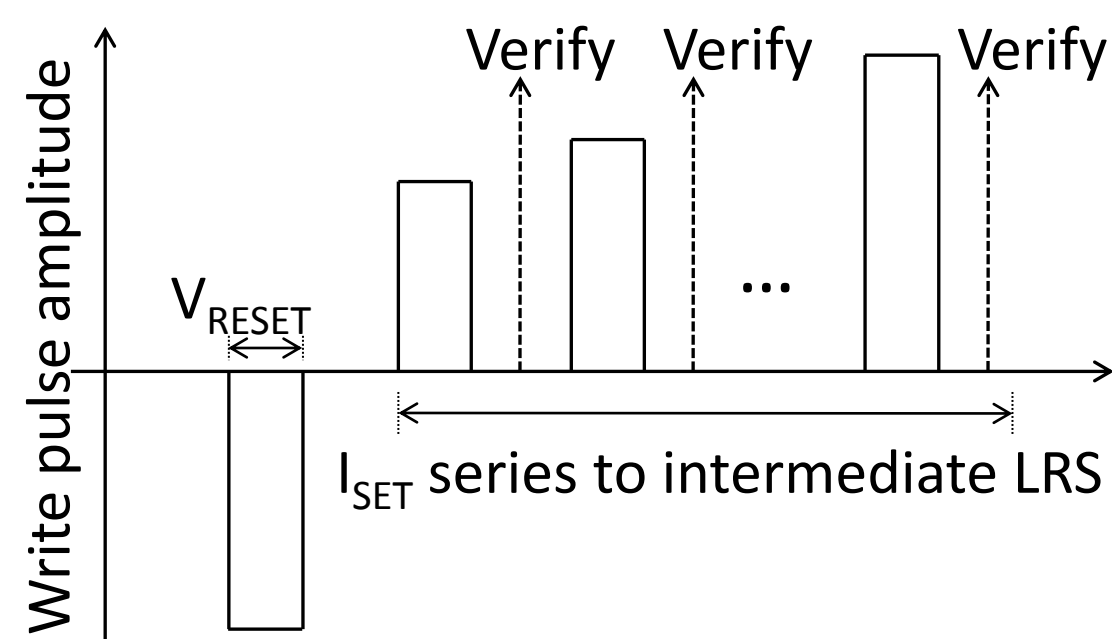 Write pulse amplitude
Verify Verify Verify
V_RESET
...
I_SET series to intermediate LRS